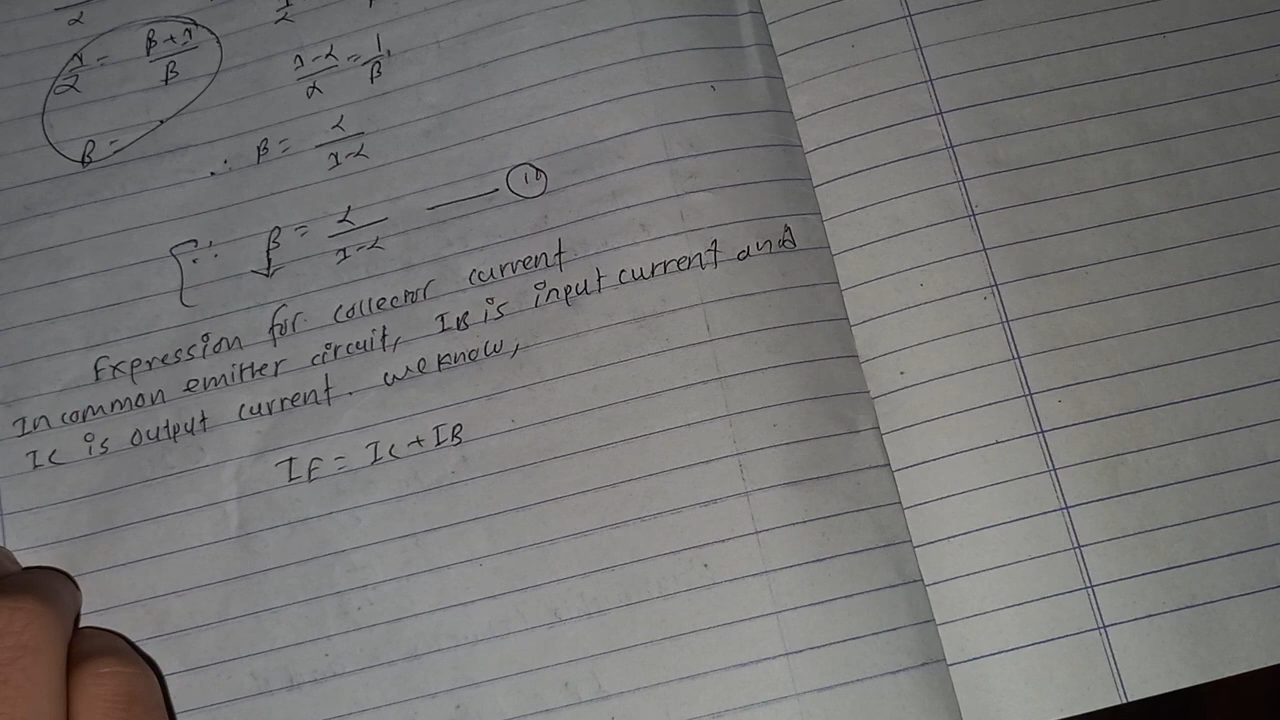 1/α = β+1/β
1-α/α = 1/β
β =
∴ β = α/1-α
∵ β = α/1-α
Expression for collector current.
In common emitter circuit, IB is input current and
IC is output current. we know,
IE = IC + IB